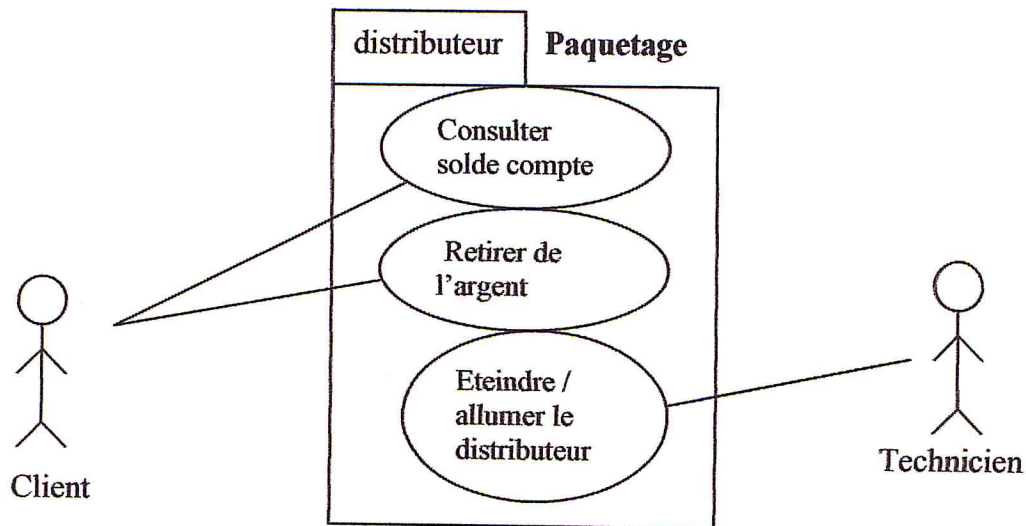 distributeur
Paquetage
Consulter
solde compte
Retirer de
l'argent
Eteindre /
allumer le
distributeur
Client
Technicien